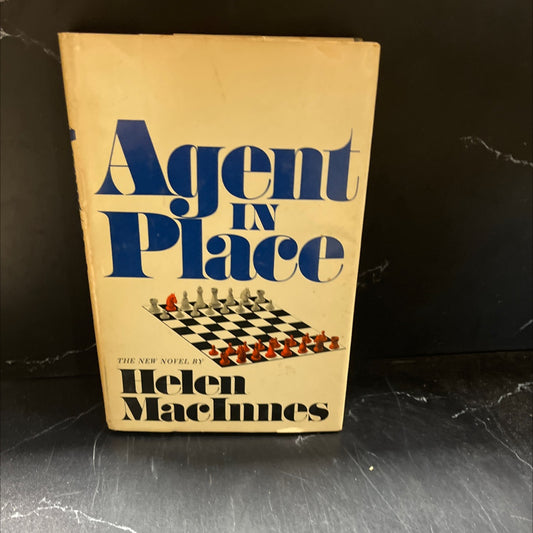 Agent
IN
Place
THE NEW NOVEL BY
Helen
MacInnes